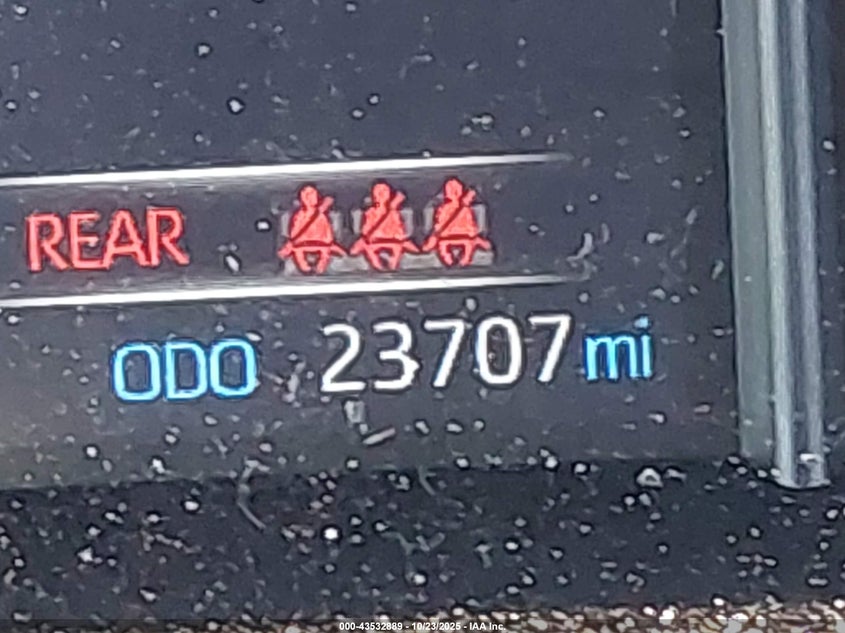 REAR
ODO 23707 mi
000-43532889 - 10/23/2025 - IAA Inc.